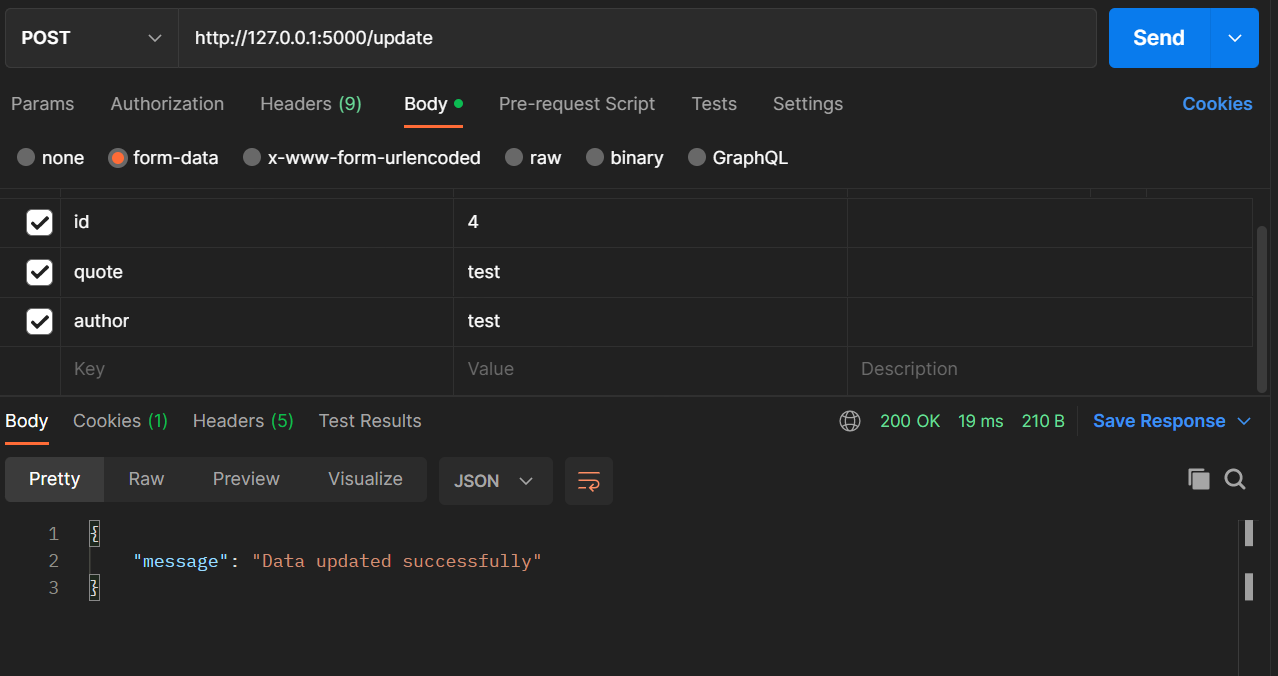 POST http://127.0.0.1:5000/update Send
Params Authorization Headers (9) Body Pre-request Script Tests Settings Cookies
none form-data x-www-form-urlencoded raw binary GraphQL
id 4
quote test
author test
Key Value Description
Body Cookies (1) Headers (5) Test Results 200 OK 19 ms 210 B Save Response
Pretty Raw Preview Visualize JSON
1 {
2 "message": "Data updated successfully"
3 }